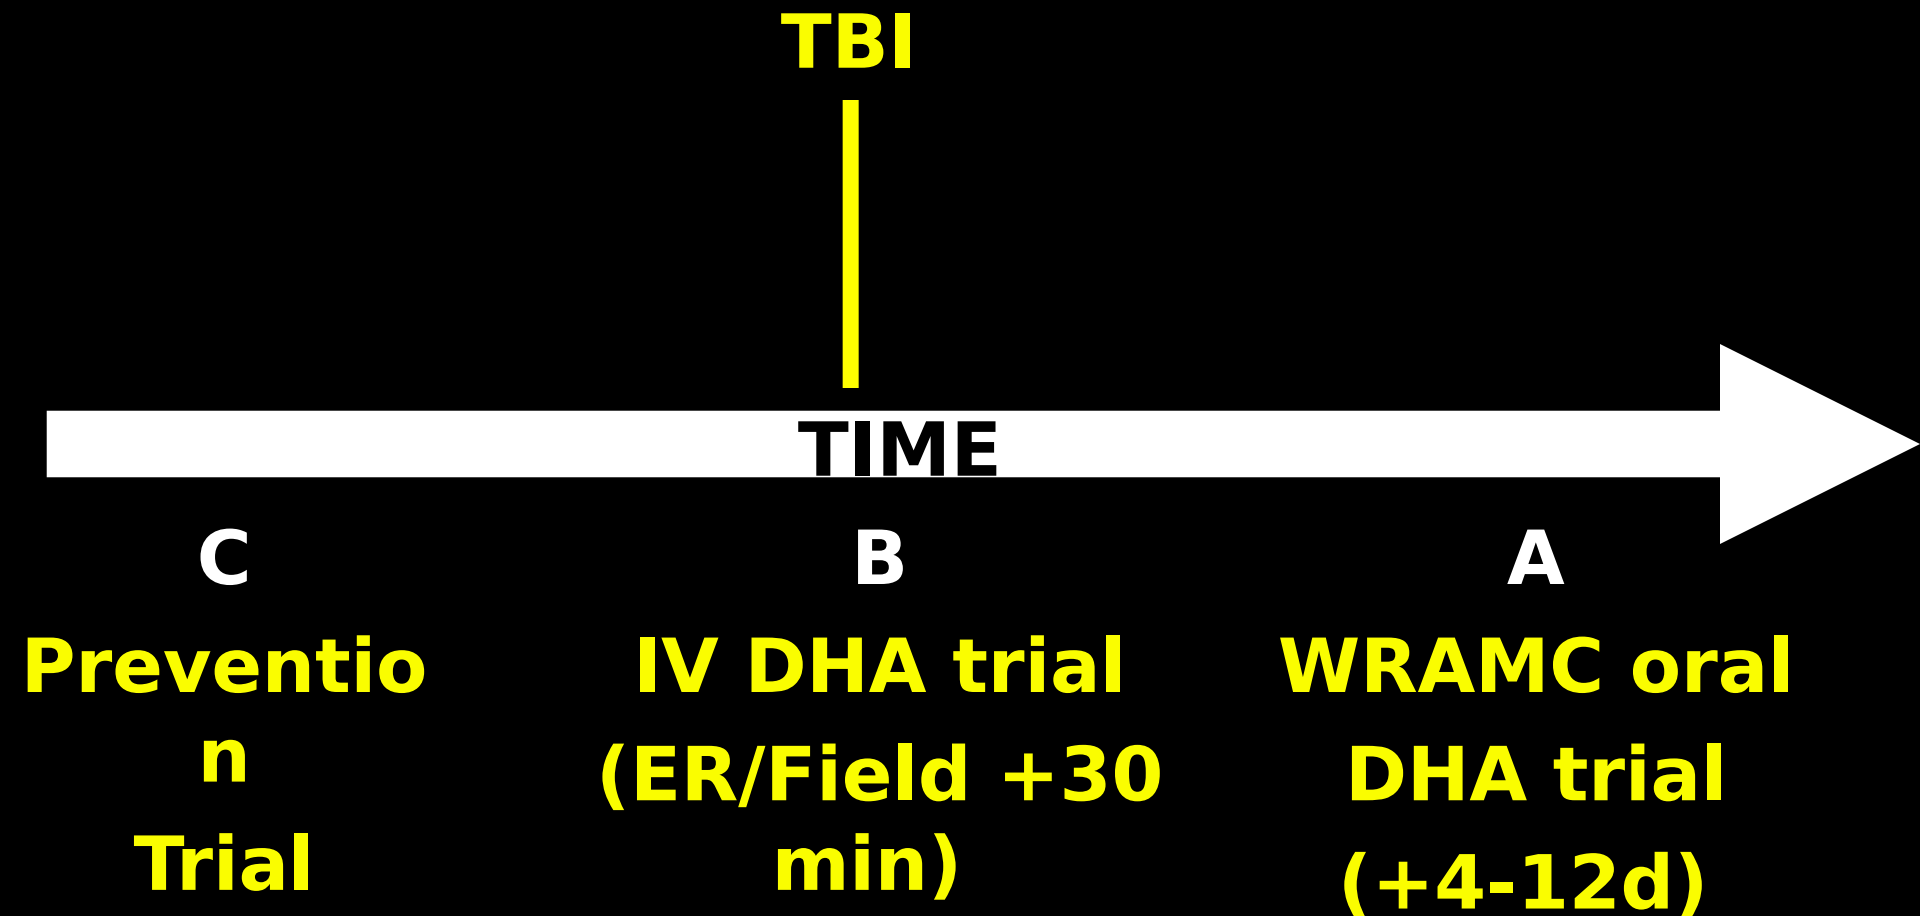 TBI
TIME
C
Preventio
n
Trial
B
IV DHA trial
(ER/Field +30
min)
A
WRAMC oral
DHA trial
(+4-12d)